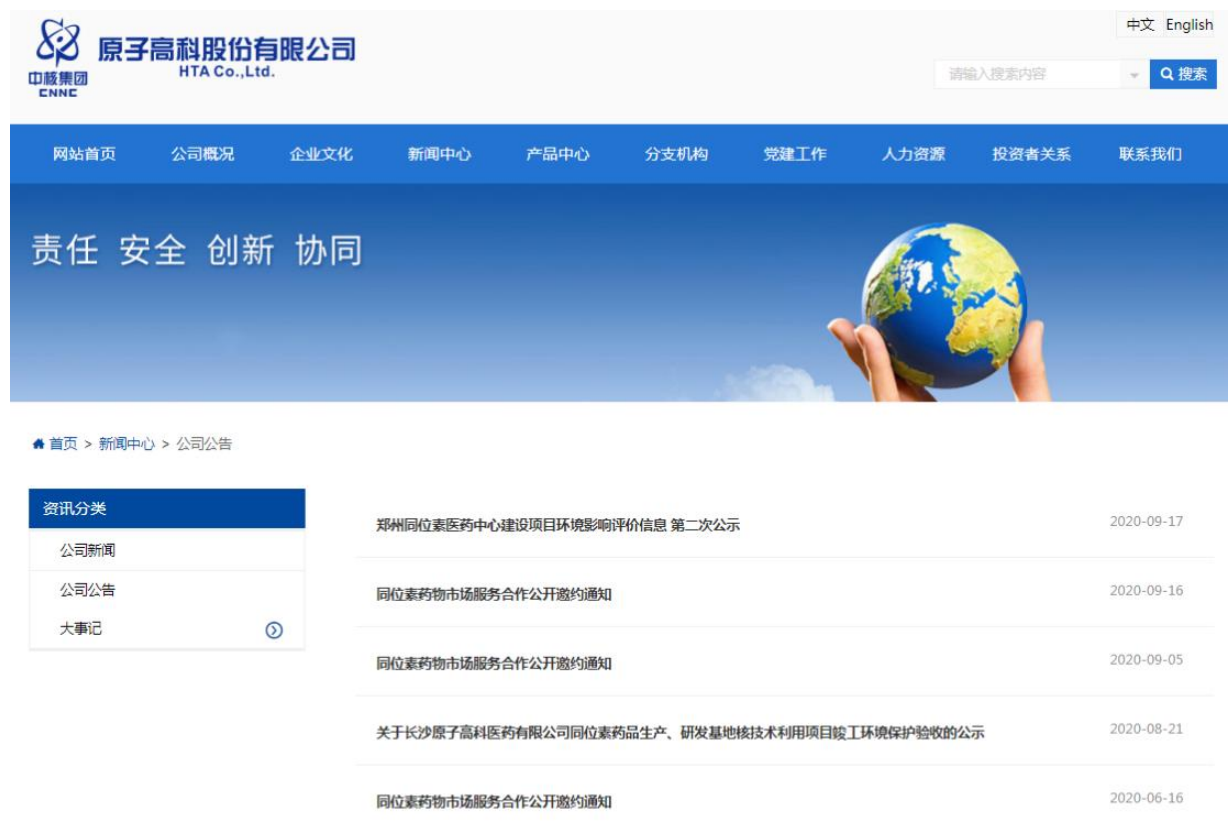 中核集团
CNNC
原子高科股份有限公司
HTA Co.,Ltd.
中文 English
请输入搜素内容
搜索
网站首页 公司概况 企业文化 新闻中心 产品中心 分支机构 党建工作 人力资源 投资者关系 联系我们
责任 安全 创新 协同
首页 > 新闻中心 > 公司公告
资讯分类
公司新闻
公司公告
大事记
郑州同位素医药中心建设项目环境影响评价信息 第二次公示 2020-09-17
同位素药物市场服务合作公开邀约通知 2020-09-16
同位素药物市场服务合作公开邀约通知 2020-09-05
关于长沙原子高科医药有限公司同位素药品生产、研发基地核技术利用项目竣工环境保护验收的公示 2020-08-21
同位素药物市场服务合作公开邀约通知 2020-06-16